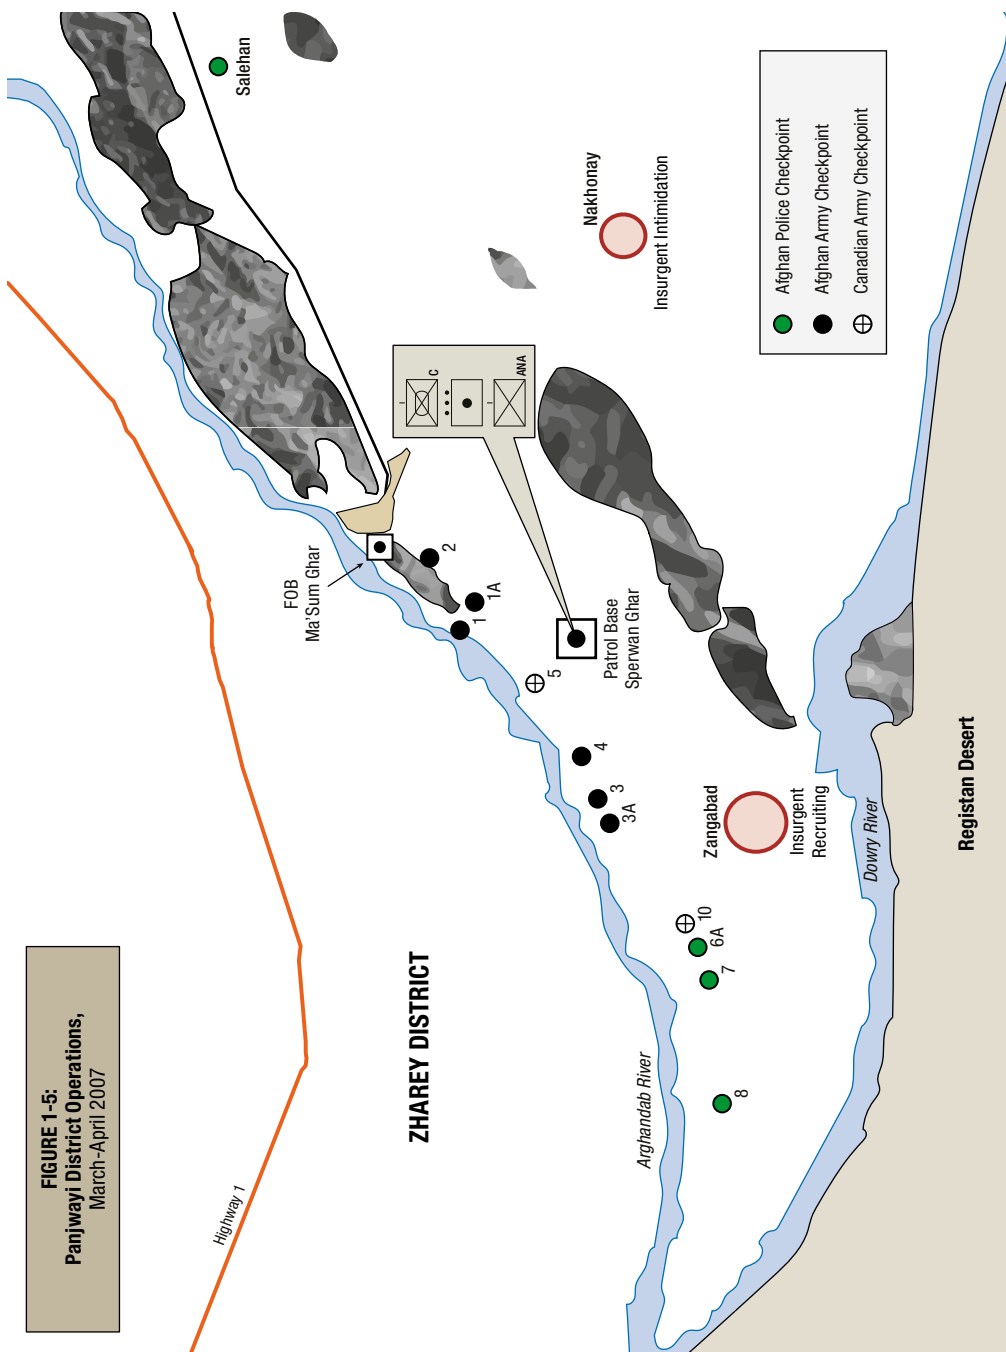 FIGURE 1-5:
Panjwayi District Operations,
March-April 2007
Highway 1
ZHAREY DISTRICT
Arghandab River
FOB
Ma'Sum Ghar
Salehan
2
1A
1
5
4
3
3A
10
6A
7
8
I
C
I
ANA
Patrol Base
Sperwan Ghar
Nakhonay
Insurgent Intimidation
Zangabad
Insurgent
Recruiting
Dowry River
Registan Desert
Afghan Police Checkpoint
Afghan Army Checkpoint
Canadian Army Checkpoint